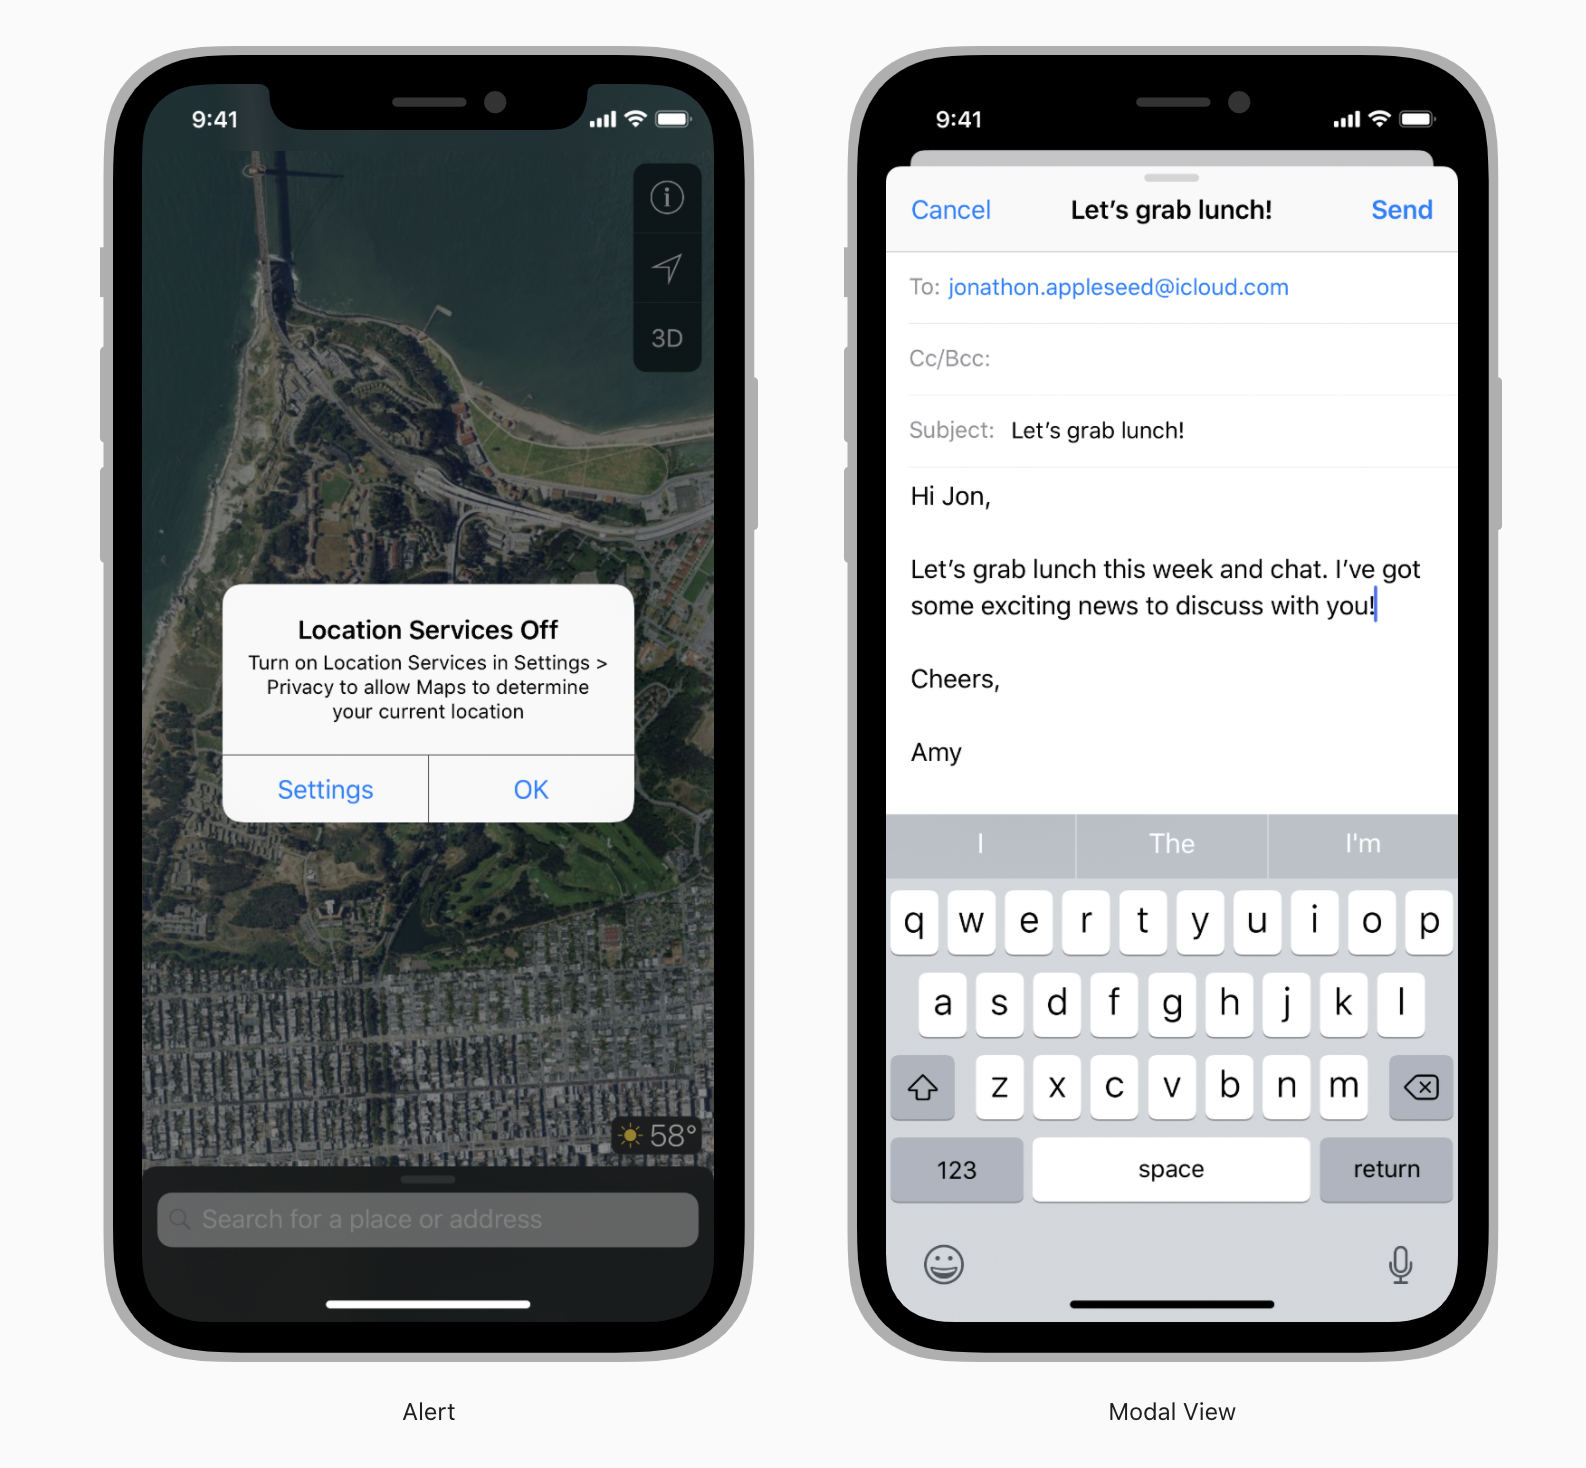 9:41
3D
Location Services Off
Turn on Location Services in Settings >
Privacy to allow Maps to determine
your current location
Settings
OK
58°
Search for a place or address
Alert
9:41
Cancel
Let’s grab lunch!
Send
To: jonathon.appleseed@icloud.com
Cc/Bcc:
Subject: Let’s grab lunch!
Hi Jon,
Let’s grab lunch this week and chat. I’ve got
some exciting news to discuss with you!
Cheers,
Amy
I The I'm
q w e r t y u i o p
a s d f g h j k l
z x c v b n m
123 space return
Modal View